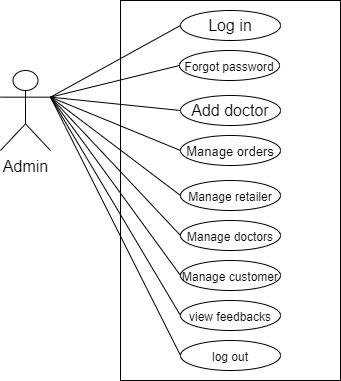 Log in
Forgot password
Add doctor
Manage orders
Admin
Manage retailer
Manage doctors
Manage customer
view feedbacks
log out